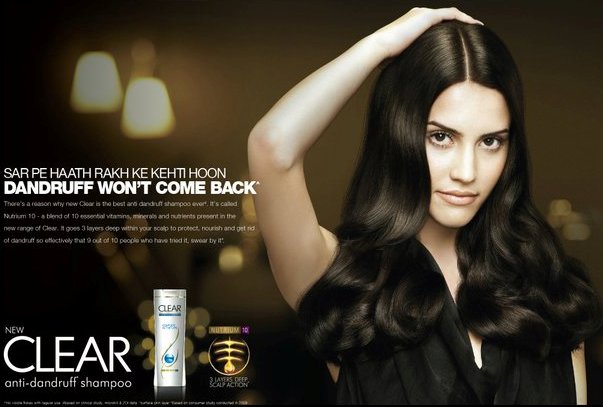 SAR PE HAATH RAKH KE KEHTI HOON
DANDRUFF WON'T COME BACK*
There's a reason why new Clear is the best anti dandruff shampoo ever*. It's called
Nutrium 10 - a blend of 10 essential vitamins, minerals and nutrients present in the
new range of Clear. It goes 3 layers deep within your scalp to protect, nourish and get rid
of dandruff so effectively that 9 out of 10 people who have tried it, swear by it*.
NEW
CLEAR
anti-dandruff shampoo
CLEAR
NUTRIUM 10
3 LAYERS DEEP
SCALP ACTION*